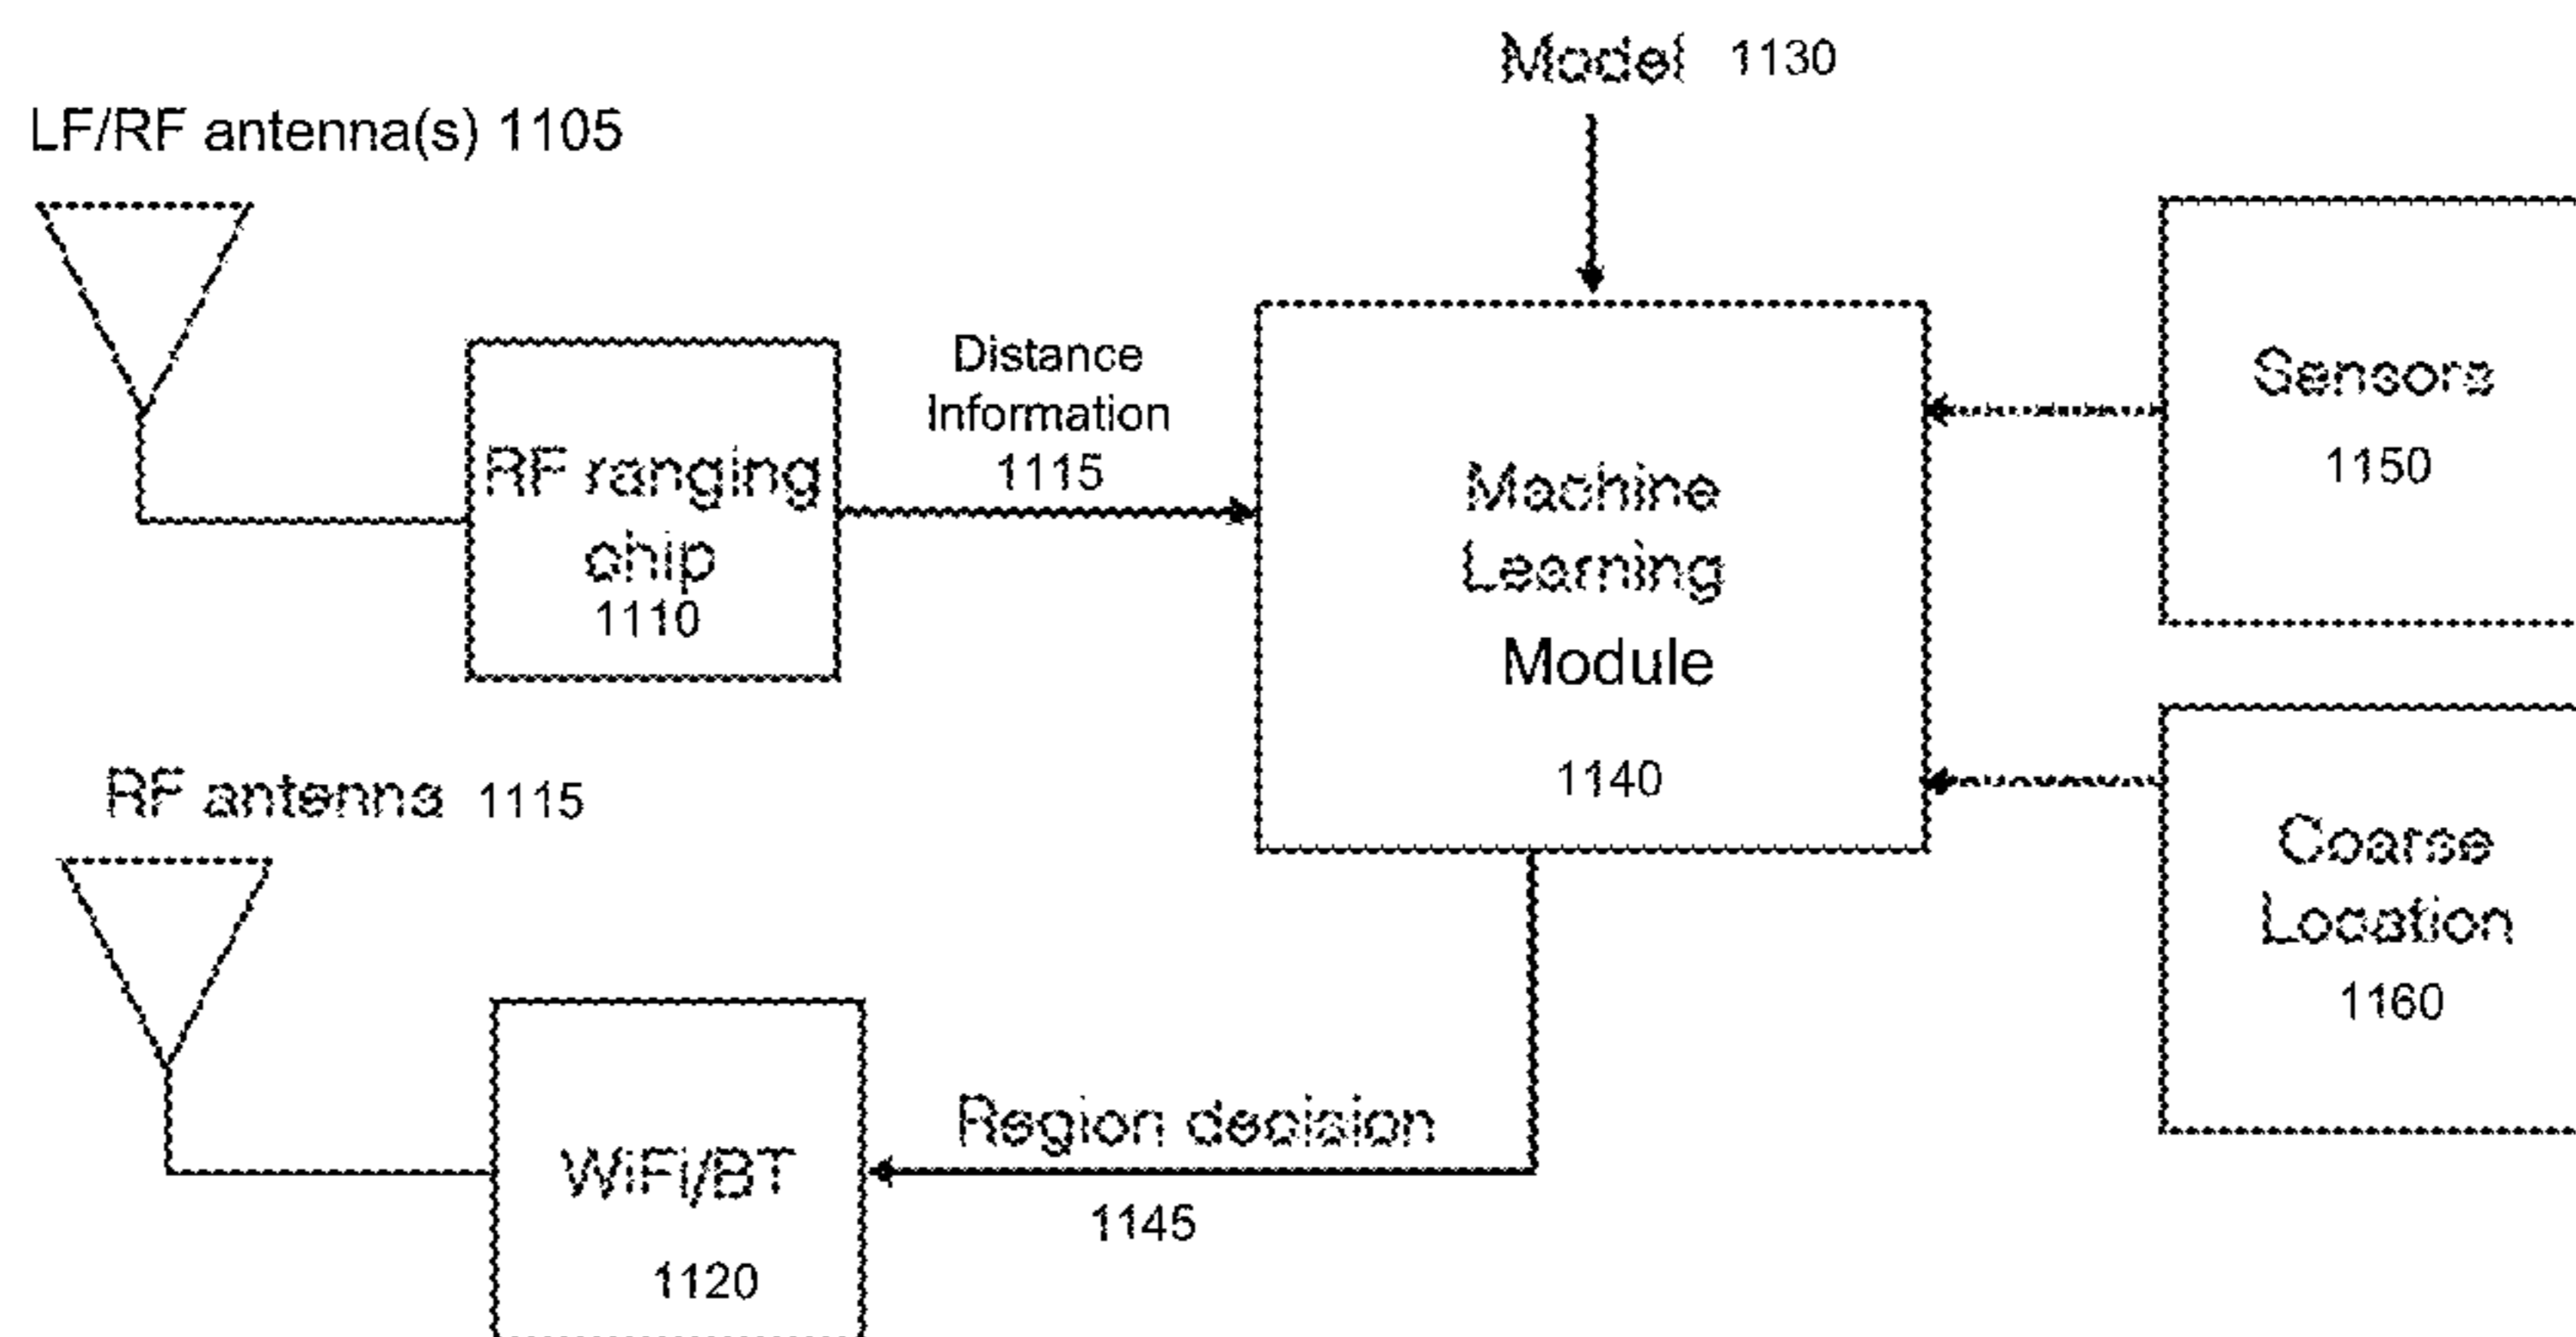 Model 1130
LF/RF antenna(s) 1105
Distance
Information
1115
RF ranging
chip
1110
Machine
Learning
Module
1140
Sensors
1150
RF antenna 1115
Coarse
Location
1160
Region decision
1145
WiFi/BT
1120